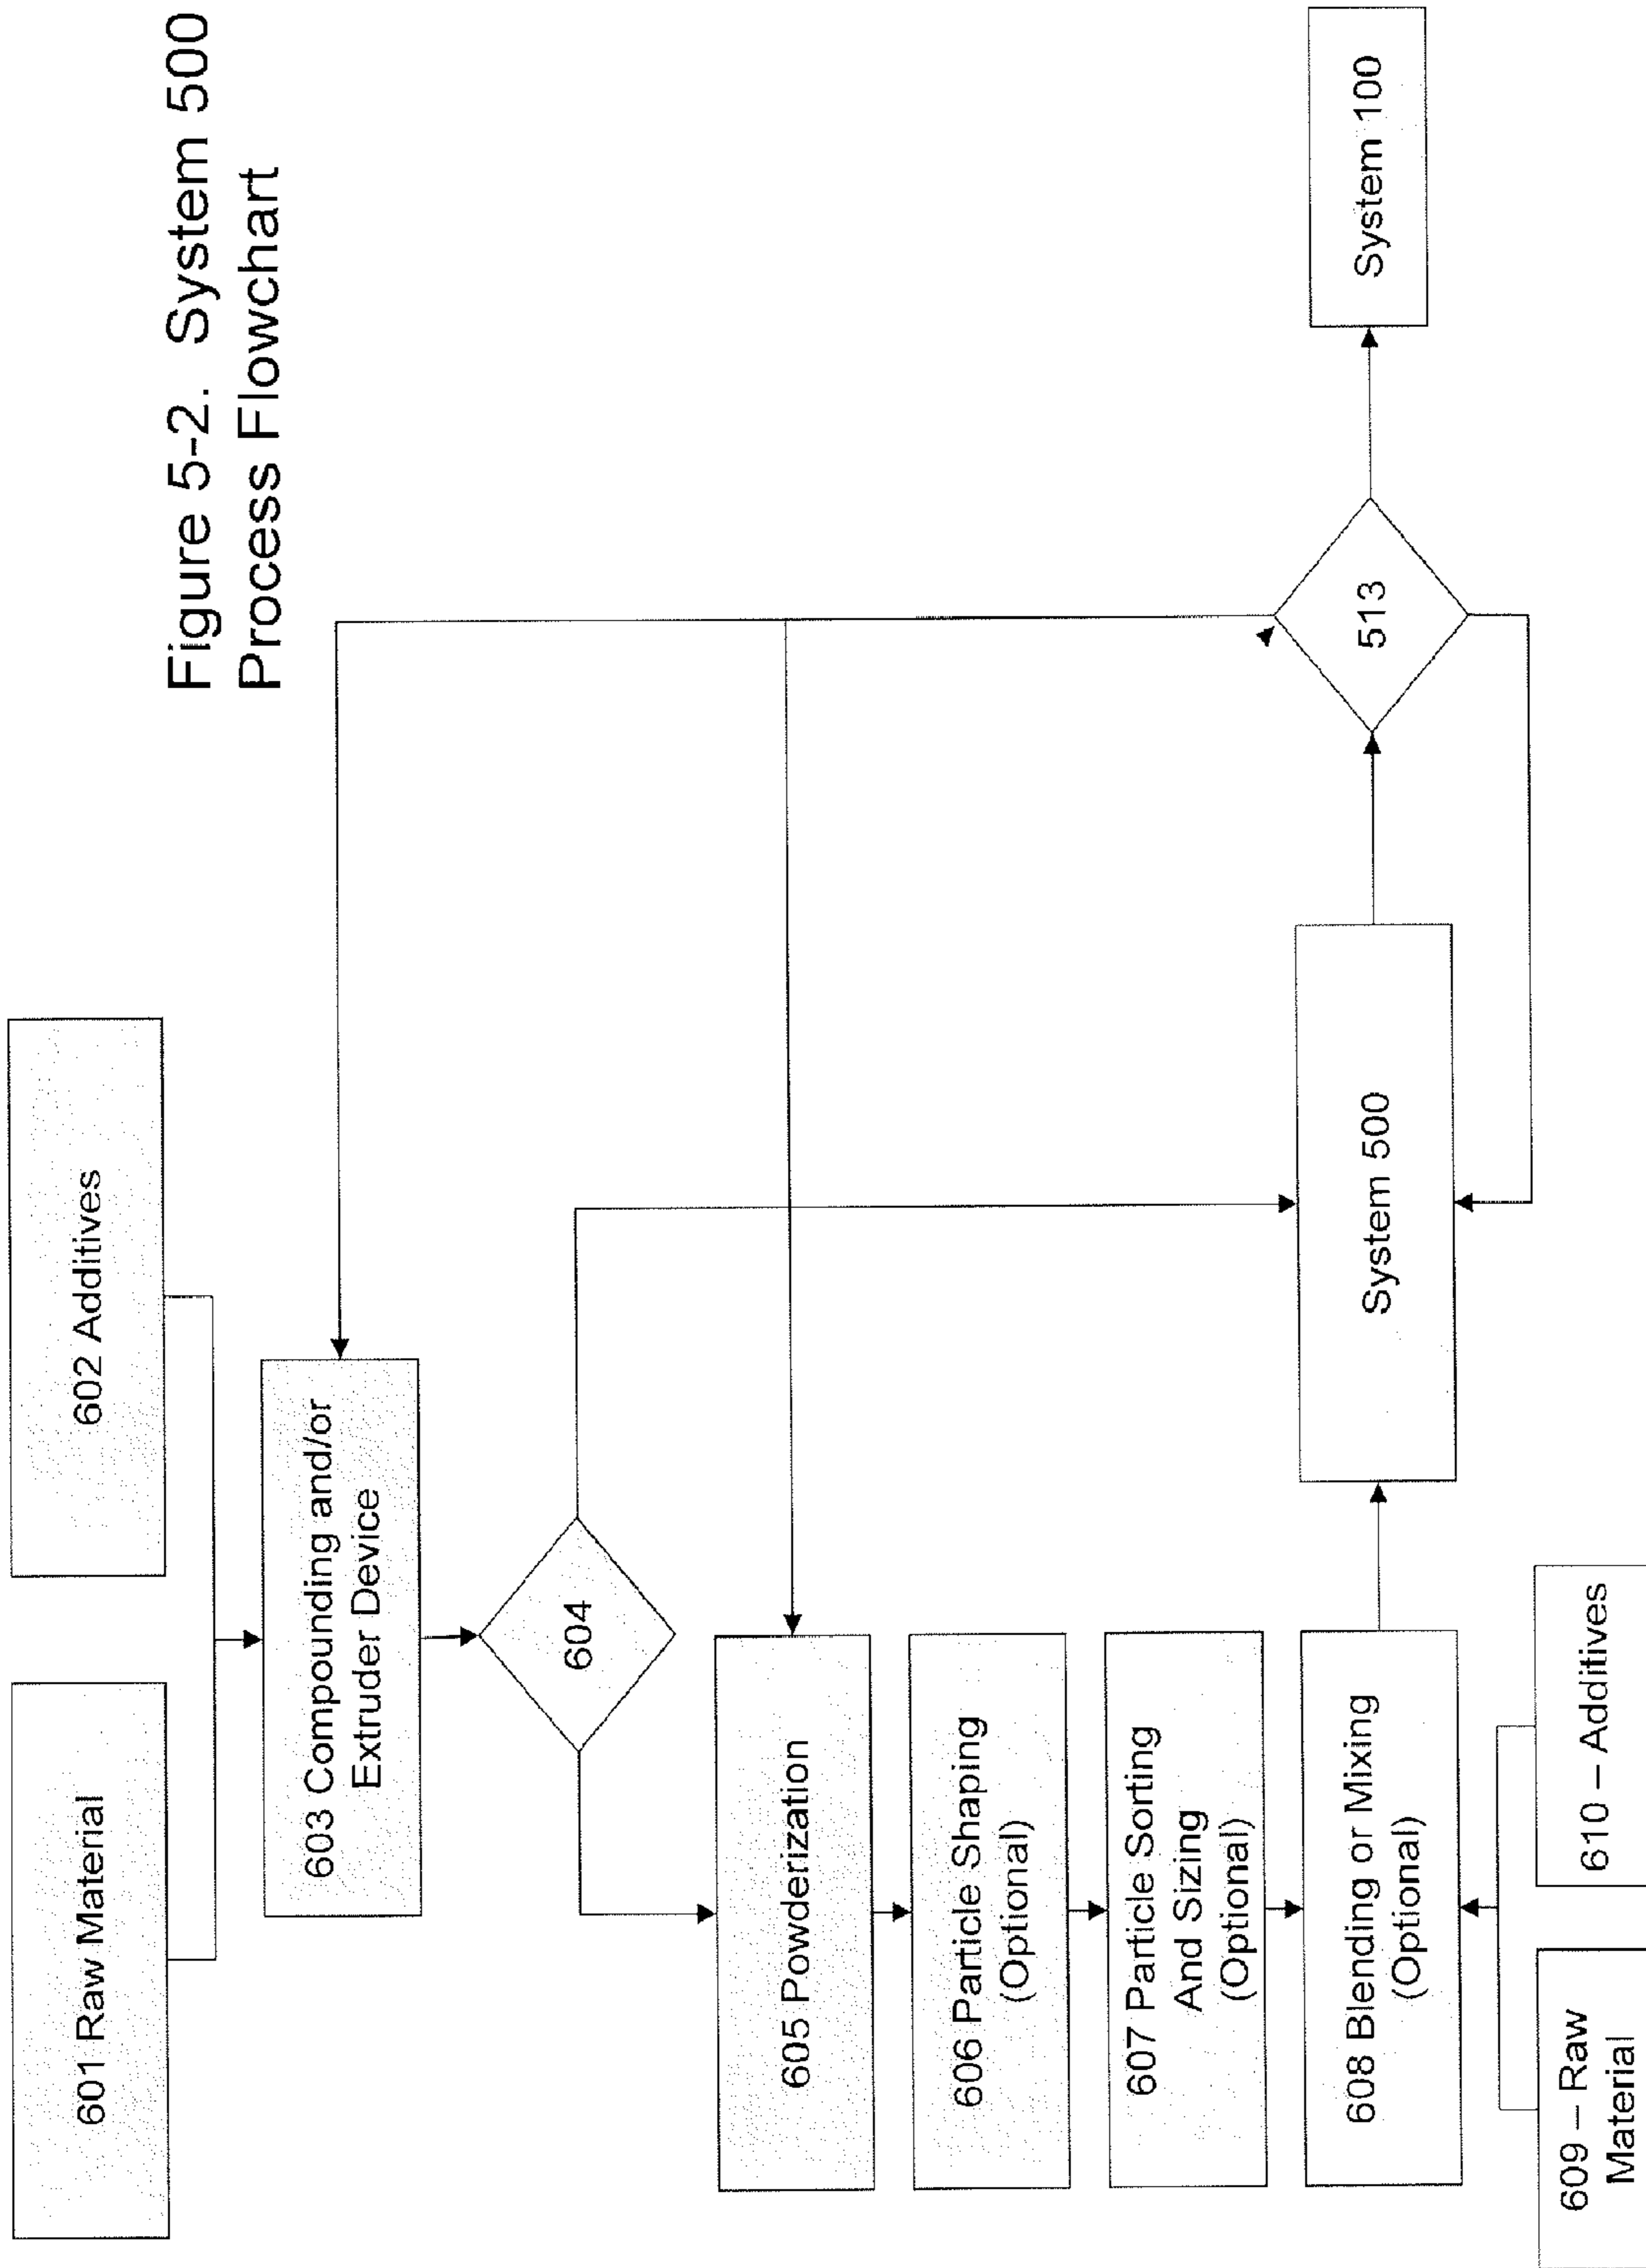 Figure 5-2. System 500
Process Flowchart
601 Raw Material
602 Additives
603 Compounding and/or
Extruder Device
604
605 Powderization
606 Particle Shaping
(Optional)
607 Particle Sorting
And Sizing
(Optional)
608 Blending or Mixing
(Optional)
609 – Raw
Material
610 – Additives
System 500
513
System 100